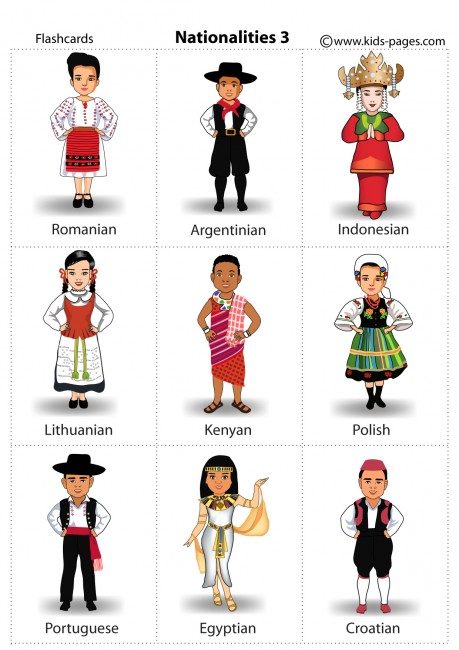 Flashcards Nationalities 3 ©www.kids-pages.com
Romanian Argentinian Indonesian
Lithuanian Kenyan Polish
Portuguese Egyptian Croatian